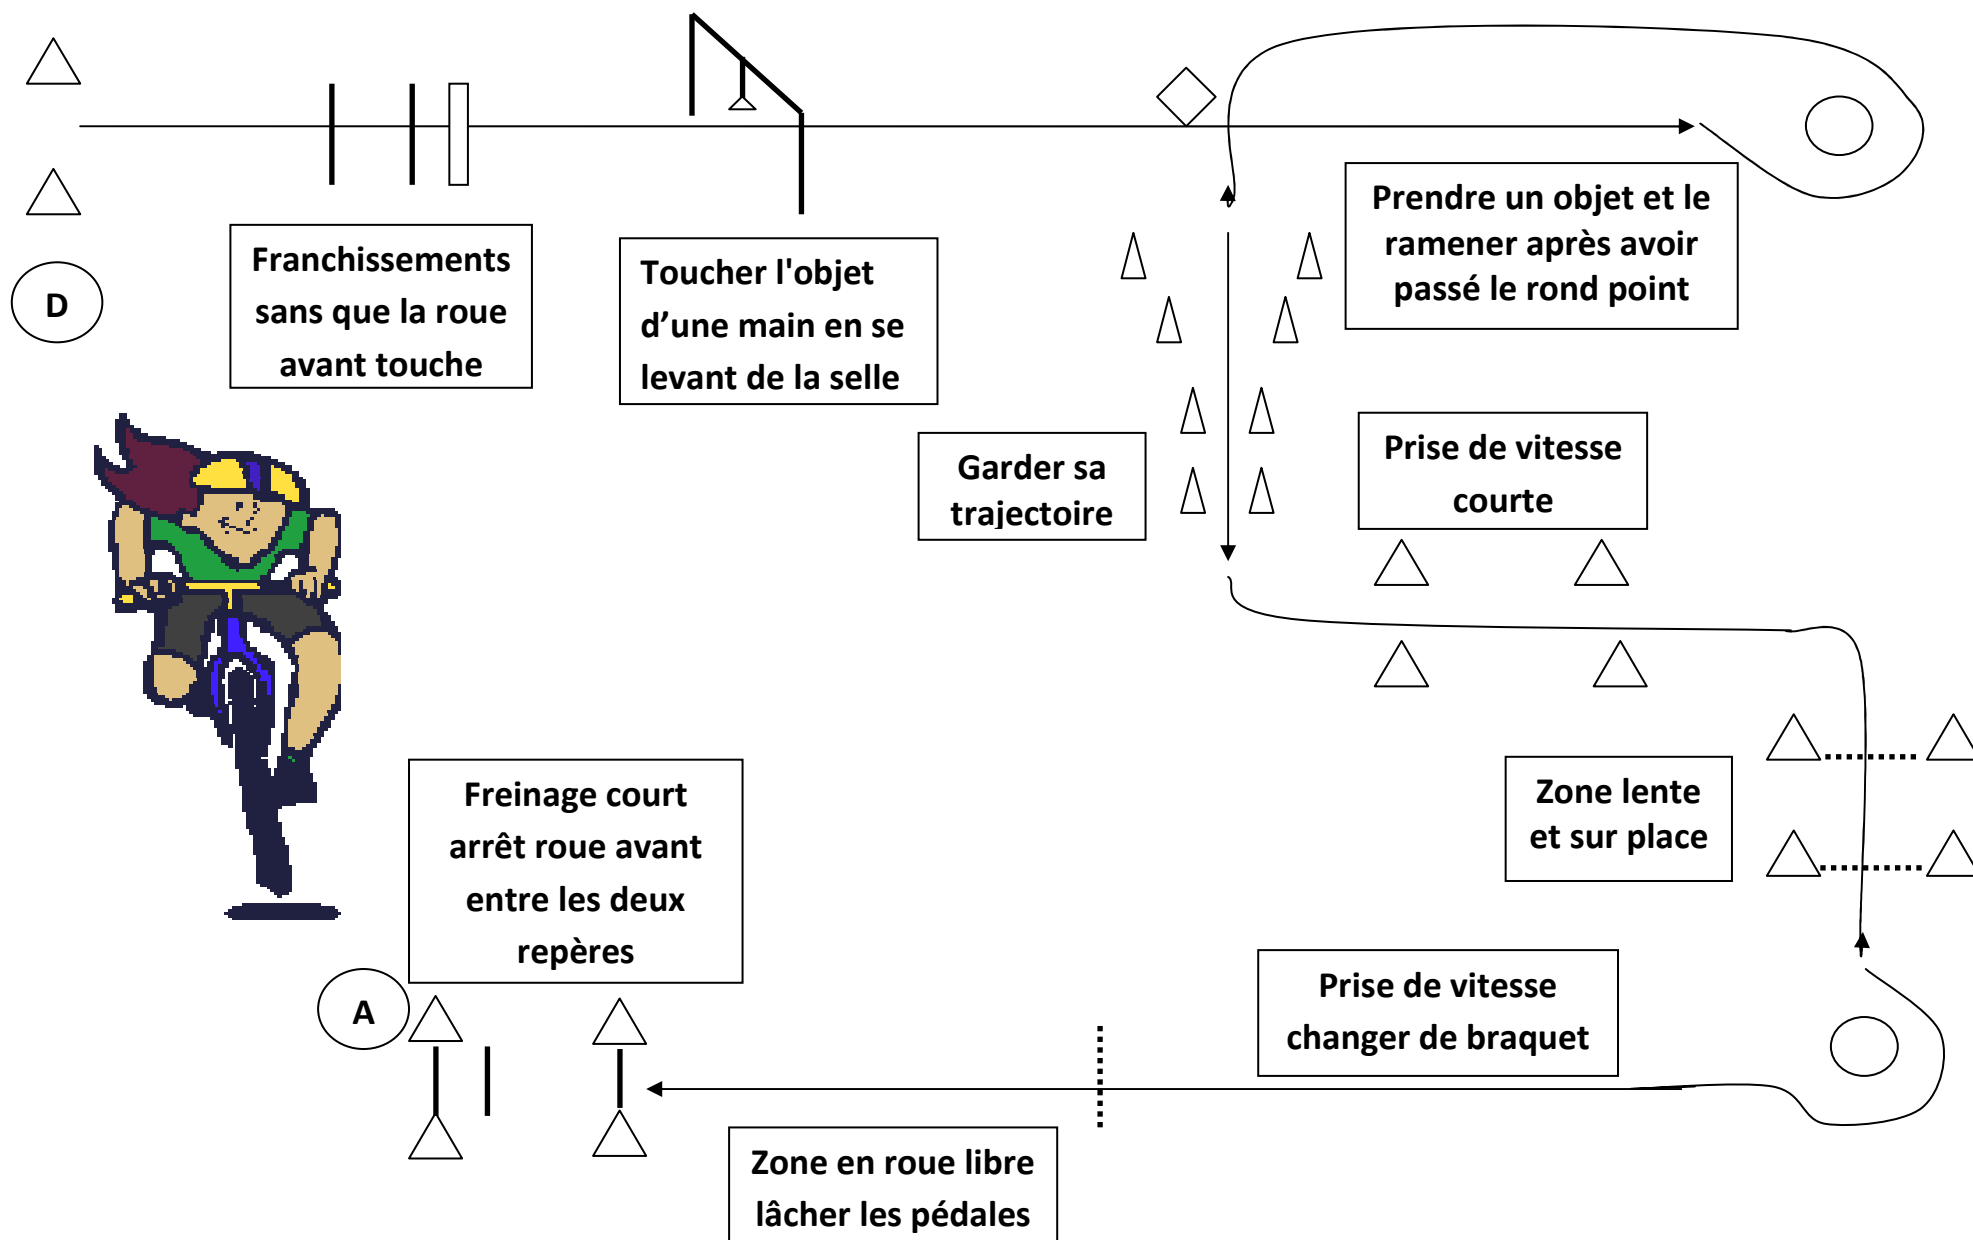 D
Franchissements
sans que la roue
avant touche
Toucher l'objet
d’une main en se
levant de la selle
Prendre un objet et le
ramener après avoir
passé le rond point
Garder sa
trajectoire
Prise de vitesse
courte
Zone lente
et sur place
Prise de vitesse
changer de braquet
Zone en roue libre
lâcher les pédales
Freinage court
arrêt roue avant
entre les deux
repères
A